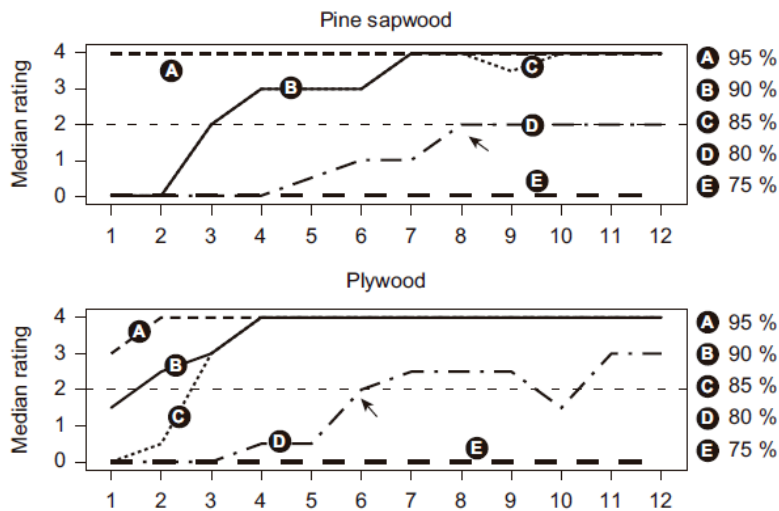 Pine sapwood
Median rating
4
3
2
1
0
A
B
C
D
E
1 2 3 4 5 6 7 8 9 10 11 12
A 95 %
B 90 %
C 85 %
D 80 %
E 75 %
Plywood
Median rating
4
3
2
1
0
A
B
C
D
E
1 2 3 4 5 6 7 8 9 10 11 12
A 95 %
B 90 %
C 85 %
D 80 %
E 75 %